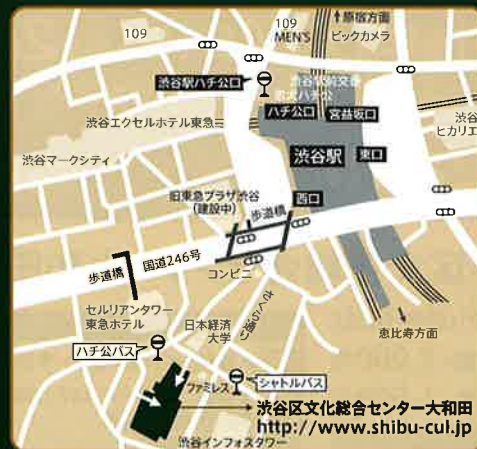 109
109
MEN'S
↑原宿方面
ビックカメラ
渋谷駅ハチ公口
ハチ公口
宮益坂口
渋谷エクセルホテル東急
渋谷
ヒカリエ
渋谷駅
東口
渋谷マークシティ
旧東急プラザ渋谷
(建設中)
西口
歩道橋
国道246号
歩道橋
コンビニ
さくら通り
セルリアンタワー
東急ホテル
日本経済
大学
恵比寿方面
ハチ公バス
ファミレス
シャトルバス
渋谷区文化総合センター大和田
http://www.shibu-cul.jp
渋谷インフォスタワー